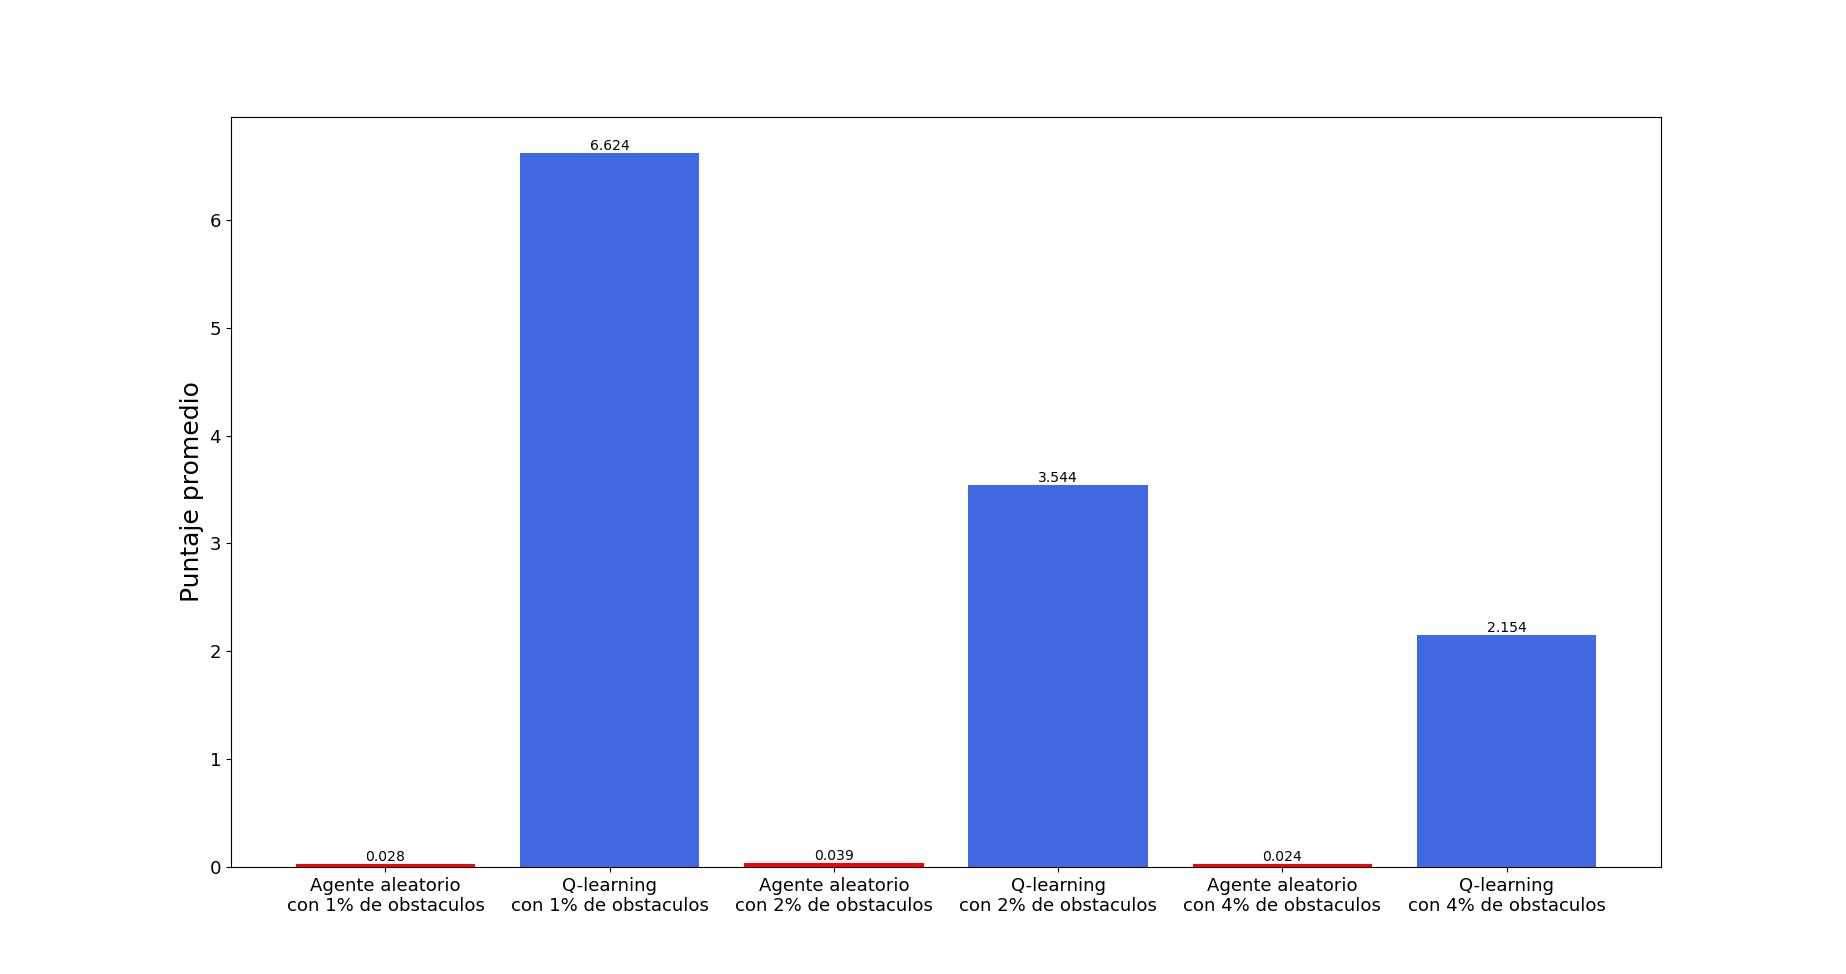 Puntaje promedio
6
5
4
3
2
1
0
0.028
6.624
0.039
3.544
0.024
2.154
Agente aleatorio
con 1% de obstaculos
Q-learning
con 1% de obstaculos
Agente aleatorio
con 2% de obstaculos
Q-learning
con 2% de obstaculos
Agente aleatorio
con 4% de obstaculos
Q-learning
con 4% de obstaculos